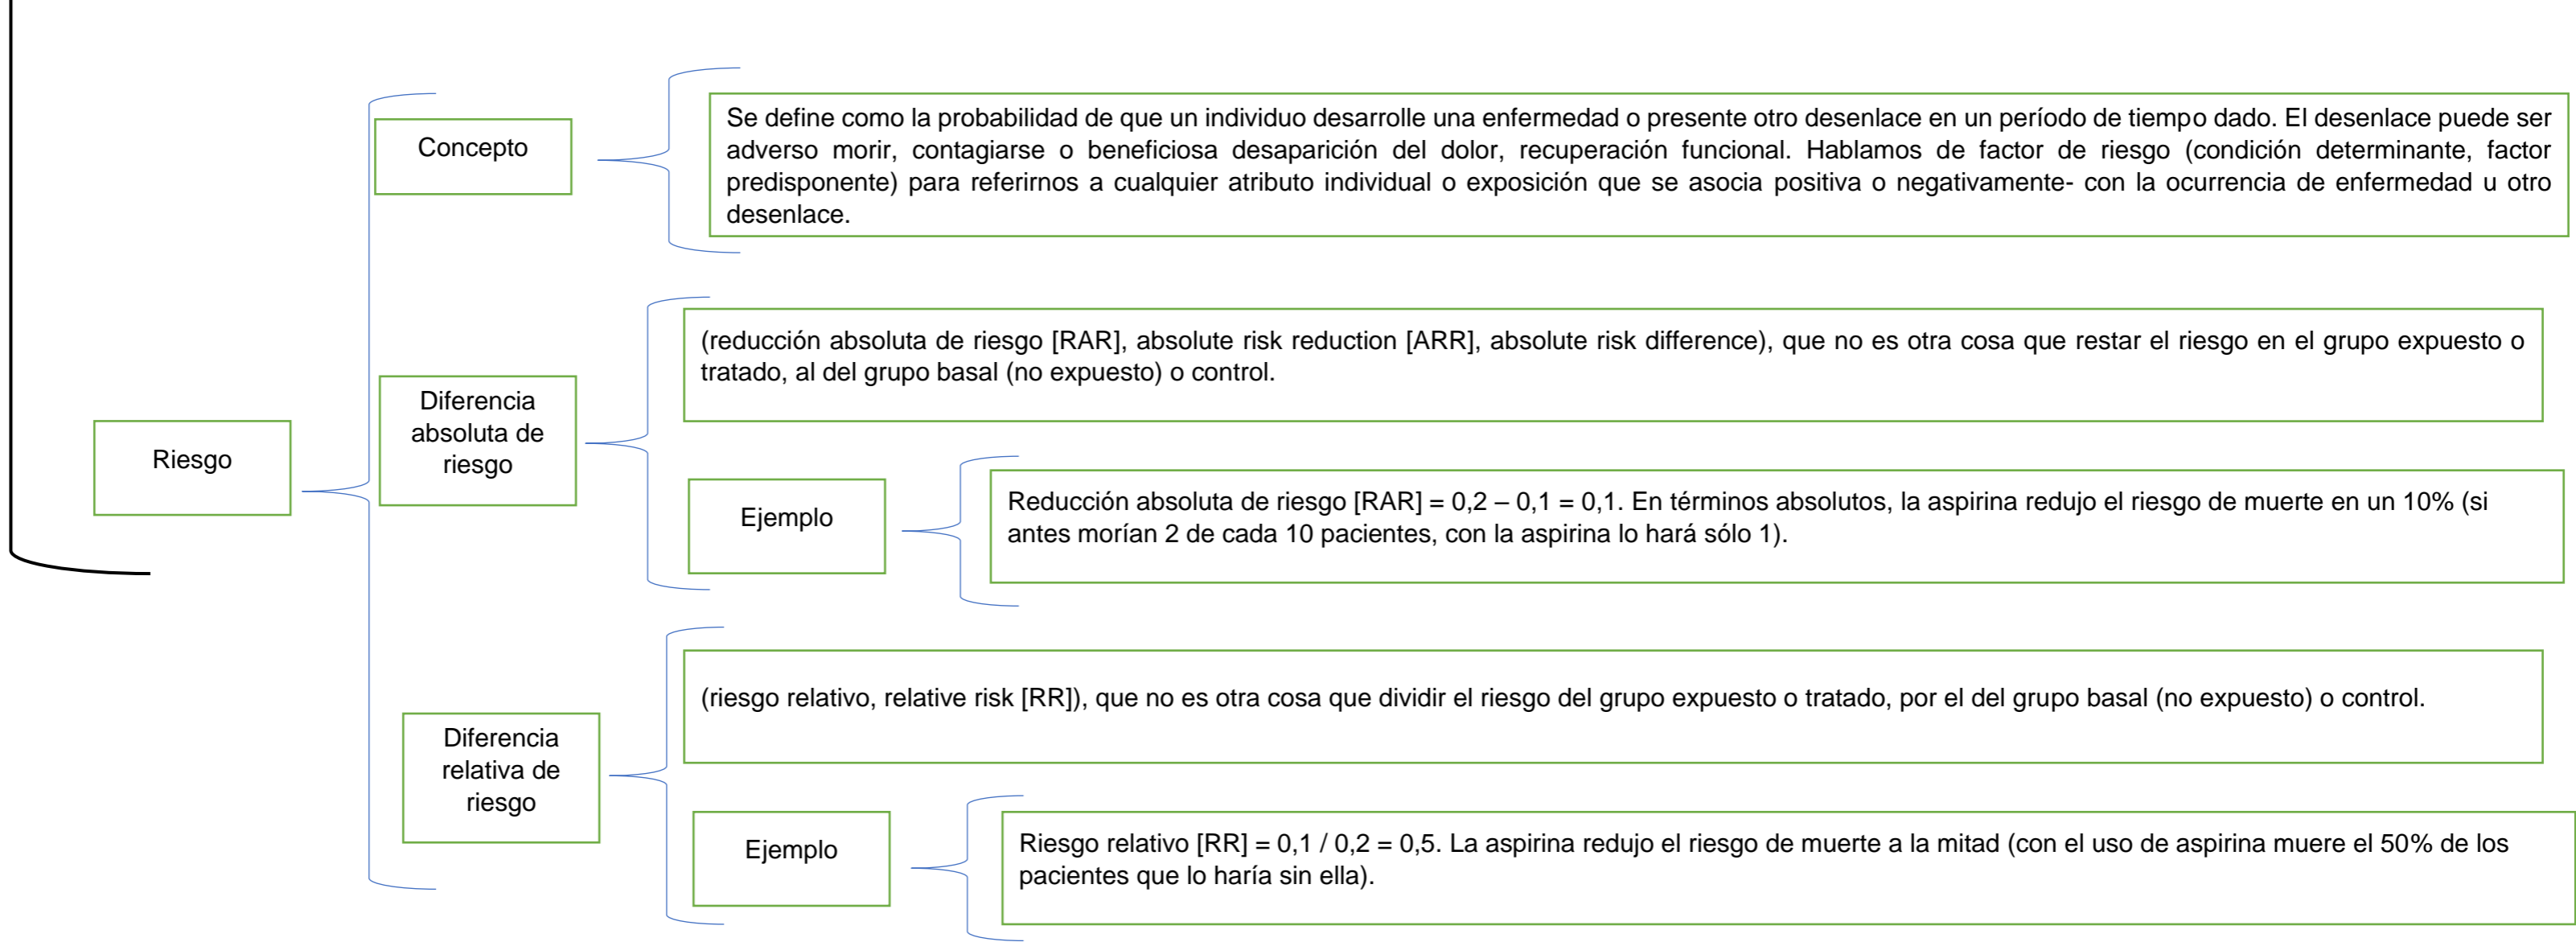 Riesgo
Concepto
Se define como la probabilidad de que un individuo desarrolle una enfermedad o presente otro desenlace en un período de tiempo dado. El desenlace puede ser
adverso morir, contagiarse o beneficiosa desaparición del dolor, recuperación funcional. Hablamos de factor de riesgo (condición determinante, factor
predisponente) para referirnos a cualquier atributo individual o exposición que se asocia positiva o negativamente- con la ocurrencia de enfermedad u otro
desenlace.
Diferencia
absoluta de
riesgo
(reducción absoluta de riesgo [RAR], absolute risk reduction [ARR], absolute risk difference), que no es otra cosa que restar el riesgo en el grupo expuesto o
tratado, al del grupo basal (no expuesto) o control.
Ejemplo
Reducción absoluta de riesgo [RAR] = 0,2 – 0,1 = 0,1. En términos absolutos, la aspirina redujo el riesgo de muerte en un 10% (si
antes morían 2 de cada 10 pacientes, con la aspirina lo hará sólo 1).
Diferencia
relativa de
riesgo
(riesgo relativo, relative risk [RR]), que no es otra cosa que dividir el riesgo del grupo expuesto o tratado, por el del grupo basal (no expuesto) o control.
Ejemplo
Riesgo relativo [RR] = 0,1 / 0,2 = 0,5. La aspirina redujo el riesgo de muerte a la mitad (con el uso de aspirina muere el 50% de los
pacientes que lo haría sin ella).